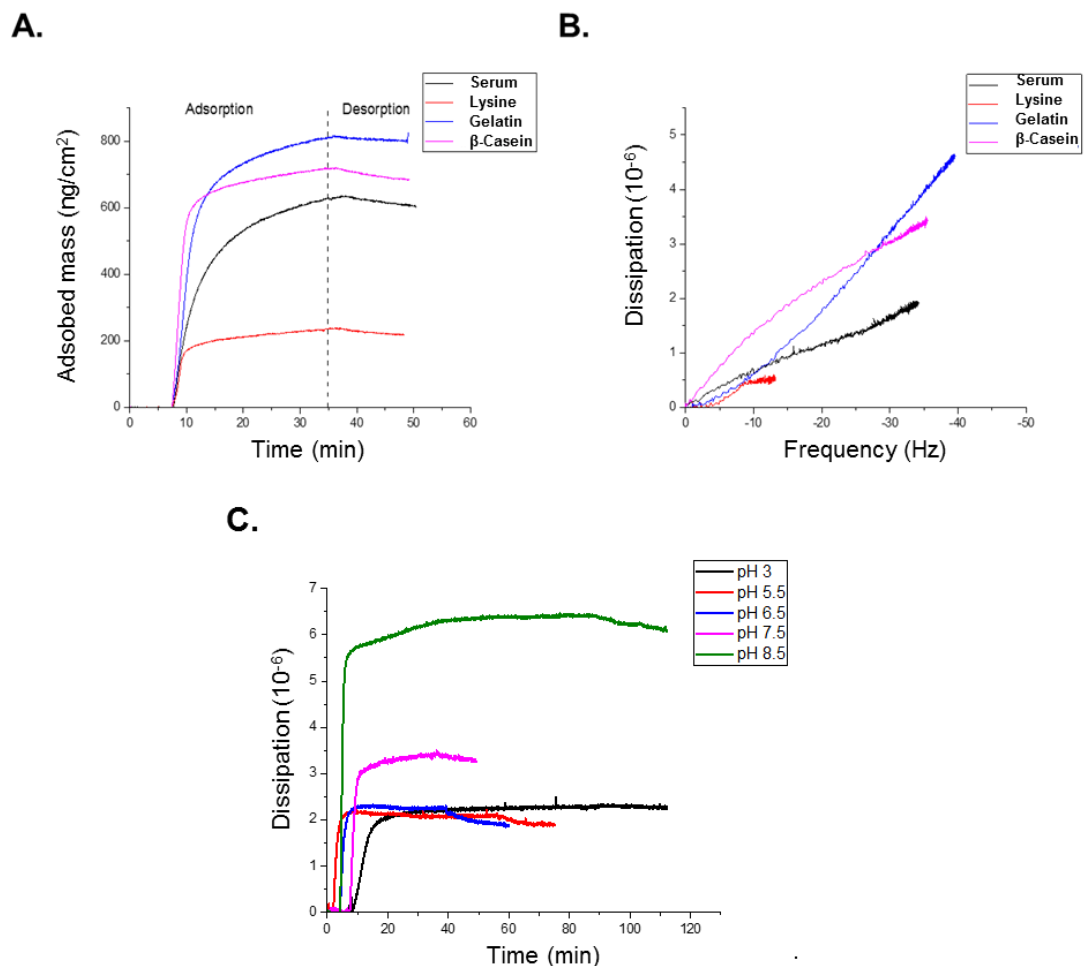 A.
Serum
Lysine
Gelatin
β-Casein
Adsorption
Desorption
800
600
400
200
0
0
10
20
30
40
50
60
Adsobed mass (ng/cm2)
Time (min)
B.
Serum
Lysine
Gelatin
β-Casein
5
4
3
2
1
0
0
-10
-20
-30
-40
-50
Dissipation (10-6)
Frequency (Hz)
C.
pH 3
pH 5.5
pH 6.5
pH 7.5
pH 8.5
7
6
5
4
3
2
1
0
0
20
40
60
80
100
120
Dissipation (10-6)
Time (min)
.